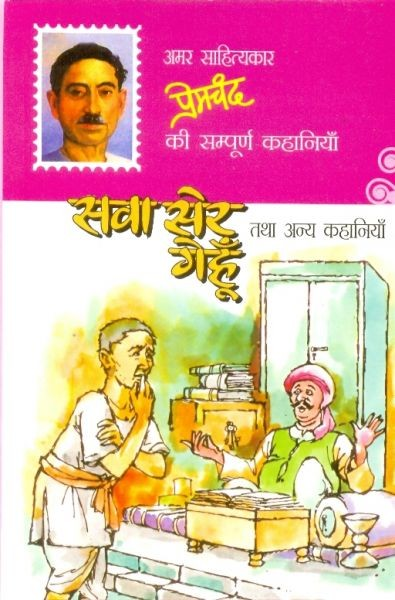 अमर साहित्यकार
प्रेमचंद
की सम्पूर्ण कहानियाँ
सवा सेर
गेहूँ
तथा अन्य कहानियाँ